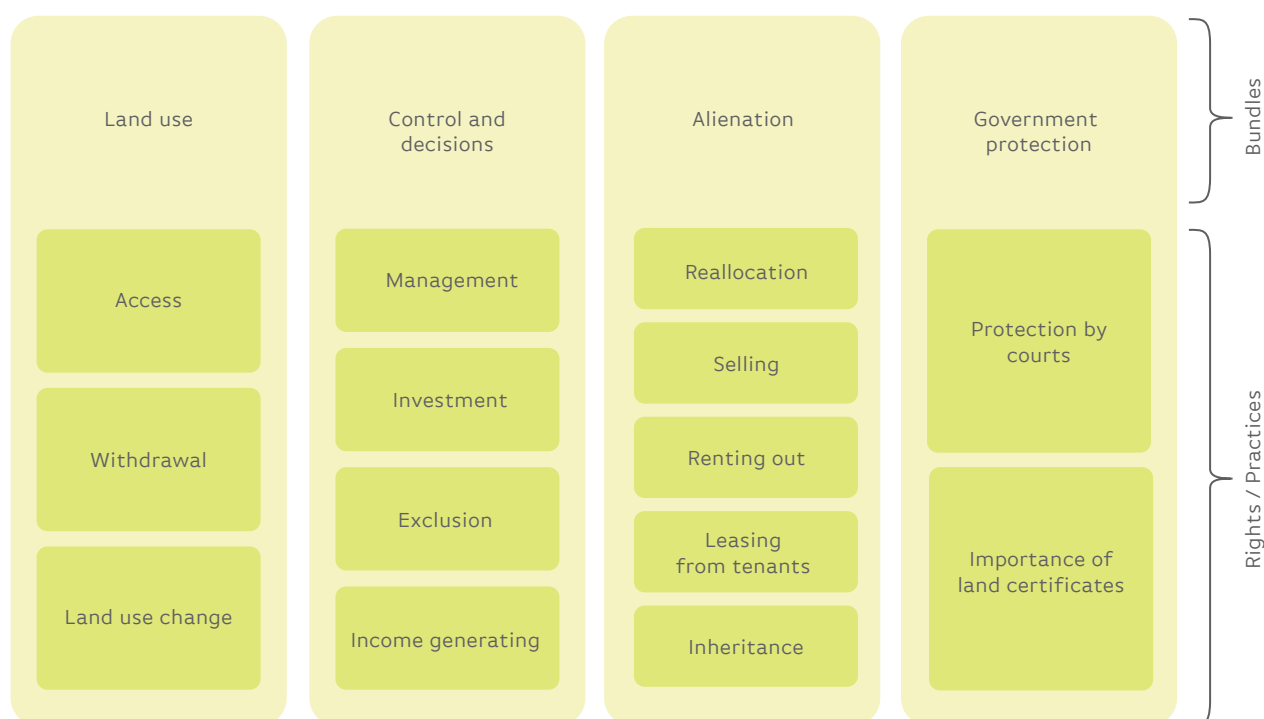 Land use
Access
Withdrawal
Land use change
Control and
decisions
Management
Investment
Exclusion
Income generating
Alienation
Reallocation
Selling
Renting out
Leasing
from tenants
Inheritance
Government
protection
Protection by
courts
Importance of
land certificates
Bundles
Rights / Practices